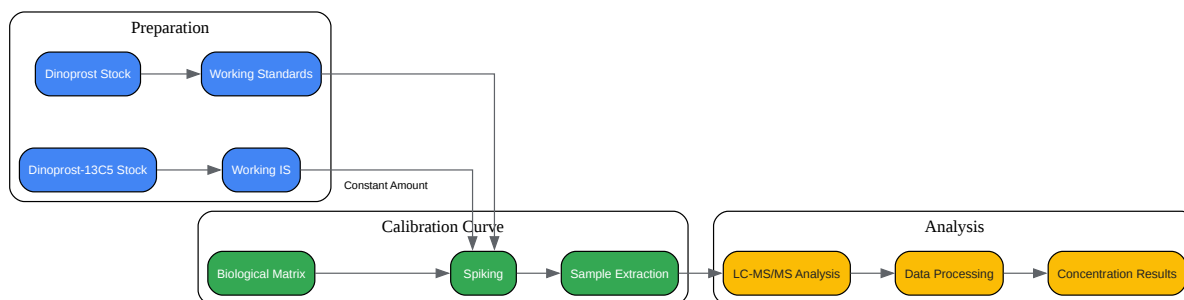 Preparation
Dinoprost Stock
Working Standards
Dinoprost-13C5 Stock
Working IS
Constant Amount
Calibration Curve
Biological Matrix
Spiking
Sample Extraction
Analysis
LC-MS/MS Analysis
Data Processing
Concentration Results